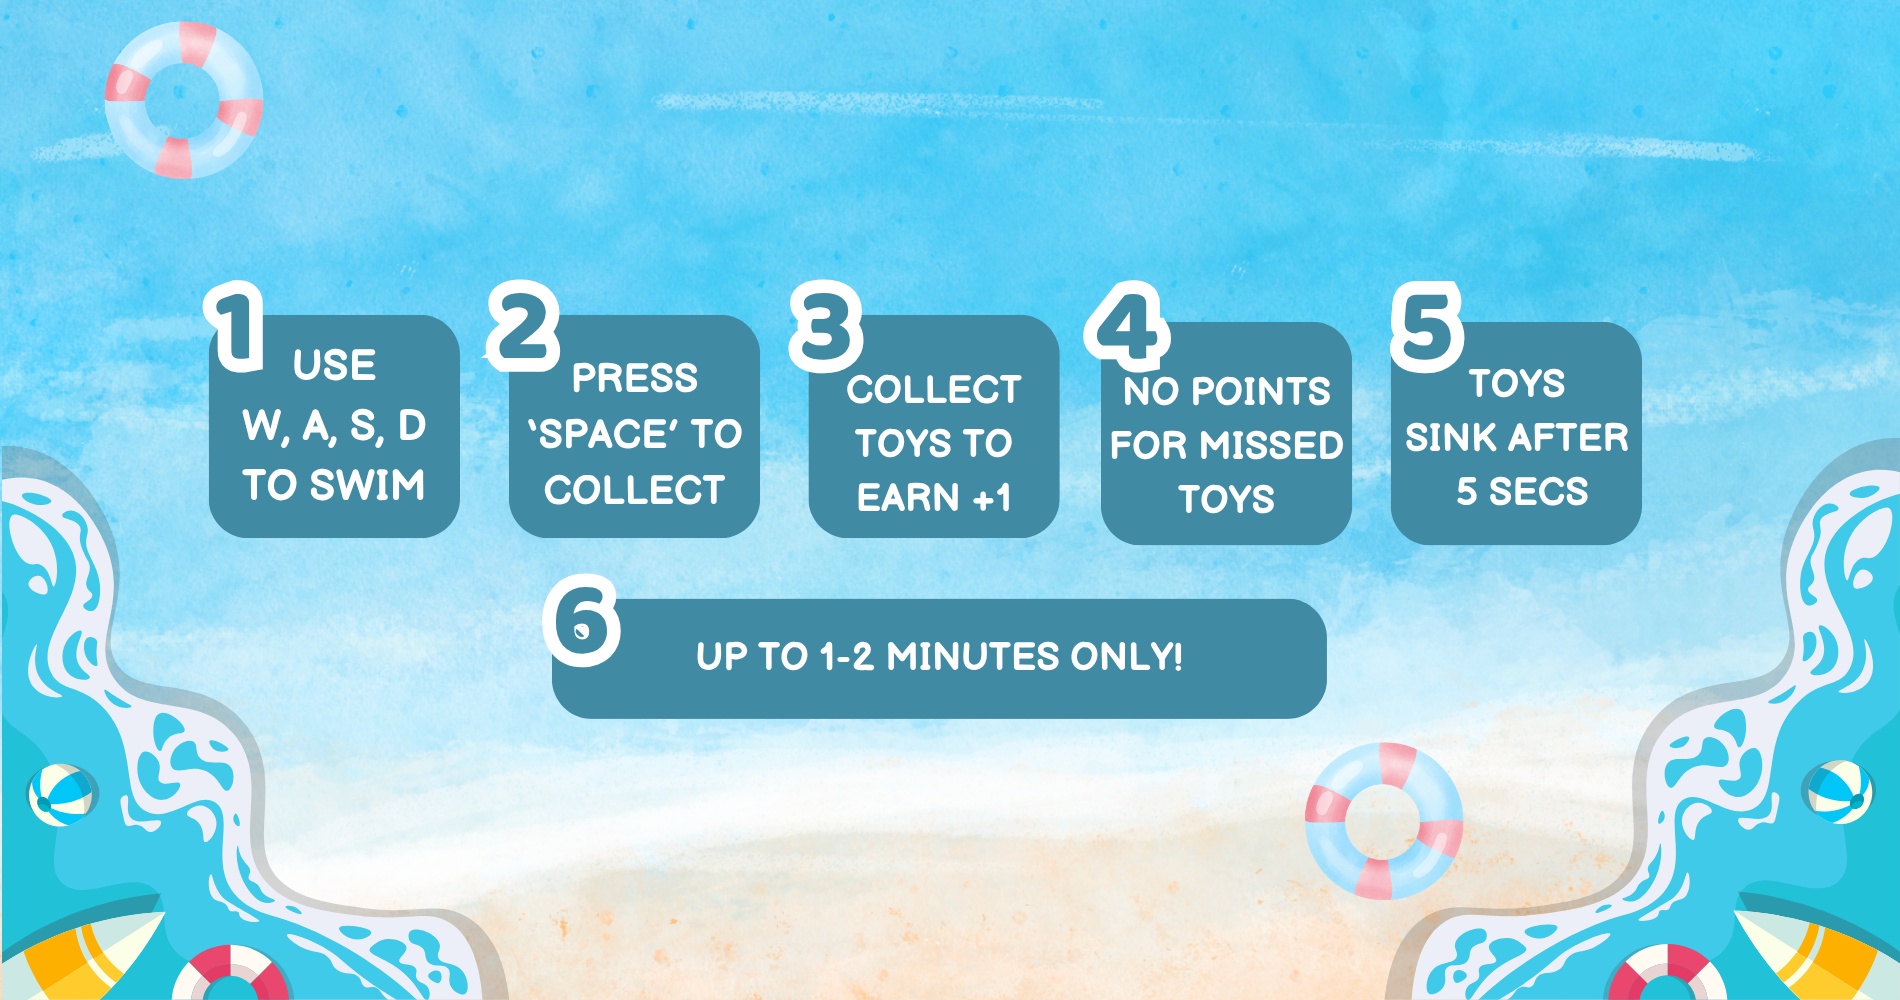 1
USE
W, A, S, D
TO SWIM
2
PRESS
‘SPACE’ TO
COLLECT
3
COLLECT
TOYS TO
EARN +1
4
NO POINTS
FOR MISSED
TOYS
5
TOYS
SINK AFTER
5 SECS
6
UP TO 1-2 MINUTES ONLY!